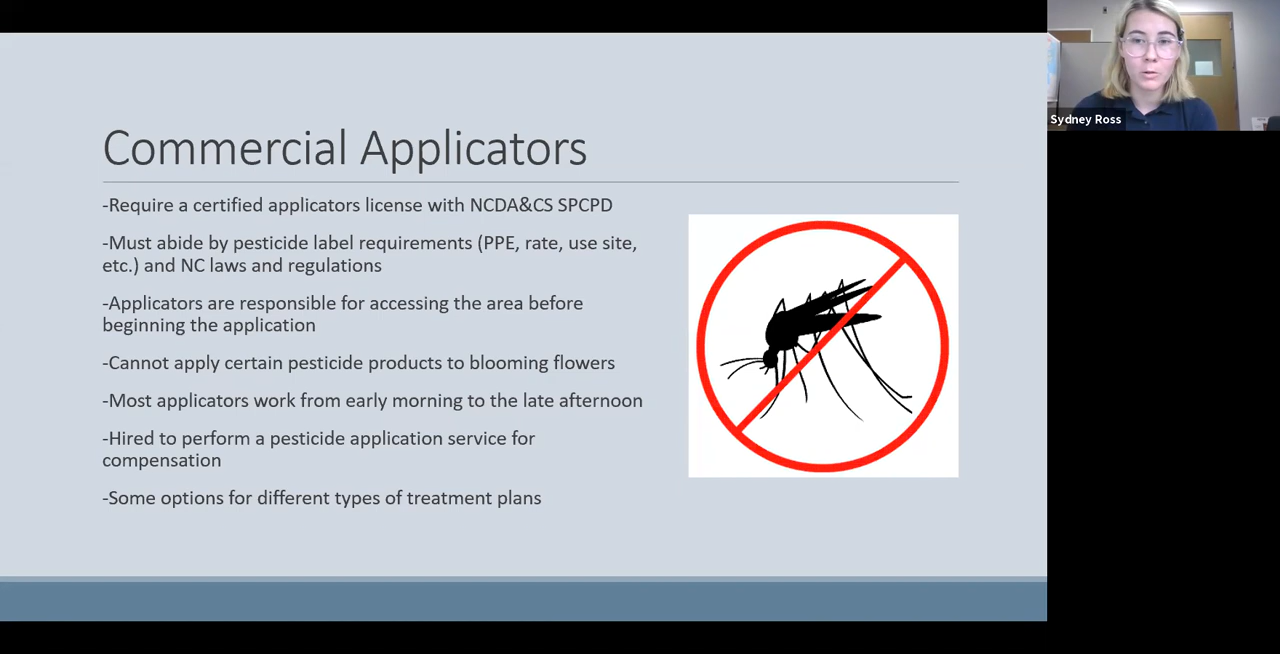 Commercial Applicators
-Require a certified applicators license with NCDA&CS SPCPD
-Must abide by pesticide label requirements (PPE, rate, use site,
etc.) and NC laws and regulations
-Applicators are responsible for accessing the area before
beginning the application
-Cannot apply certain pesticide products to blooming flowers
-Most applicators work from early morning to the late afternoon
-Hired to perform a pesticide application service for
compensation
-Some options for different types of treatment plans
Sydney Ross